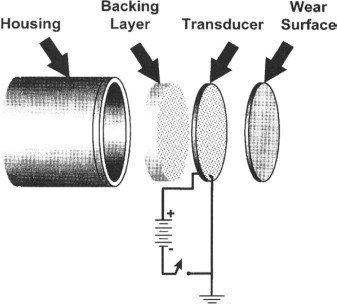 Housing
Backing
Layer
Transducer
Wear
Surface
+
-